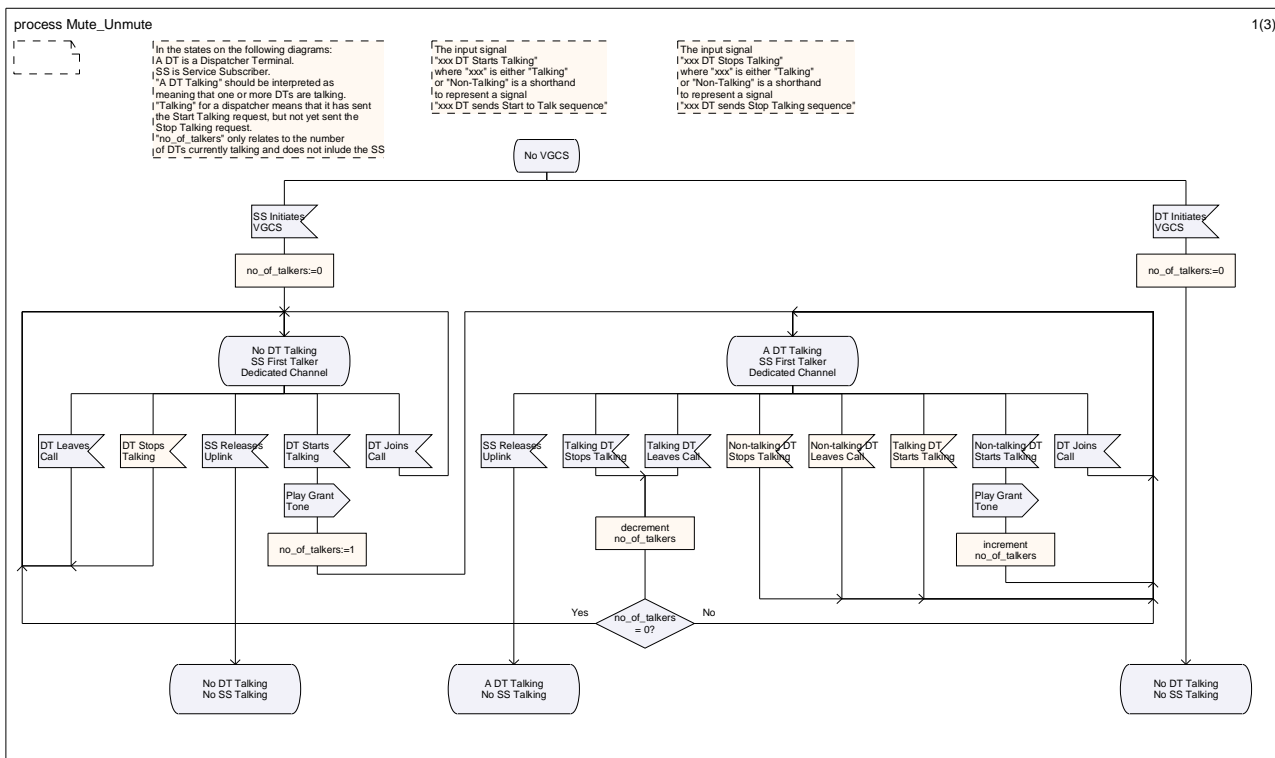 process Mute_Unmute
1(3)
In the states on the following diagrams:
A DT is a Dispatcher Terminal.
SS is Service Subscriber.
"A DT Talking" should be interpreted as
meaning that one or more DTs are talking.
"Talking" for a dispatcher means that it has sent
the Start Talking request, but not yet sent the
Stop Talking request.
"no_of_talkers" only relates to the number
of DTs currently talking and does not inlude the SS
The input signal
"xxx DT Starts Talking"
where "xxx" is either "Talking"
or "Non-Talking" is a shorthand
to represent a signal
"xxx DT sends Start to Talk sequence"
The input signal
"xxx DT Stops Talking"
where "xxx" is either "Talking"
or "Non-Talking" is a shorthand
to represent a signal
"xxx DT sends Stop Talking sequence"
No VGCS
SS Initiates
VGCS
DT Initiates
VGCS
no_of_talkers:=0
no_of_talkers:=0
No DT Talking
SS First Talker
Dedicated Channel
A DT Talking
SS First Talker
Dedicated Channel
DT Leaves
Call
DT Stops
Talking
SS Releases
Uplink
DT Starts
Talking
DT Joins
Call
SS Releases
Uplink
Talking DT
Stops Talking
Talking DT
Leaves Call
Non-talking DT
Stops Talking
Non-talking DT
Leaves Call
Talking DT
Starts Talking
Non-talking DT
Starts Talking
DT Joins
Call
Play Grant
Tone
Play Grant
Tone
no_of_talkers:=1
decrement
no_of_talkers
increment
no_of_talkers
Yes
no_of_talkers
= 0?
No
No DT Talking
No SS Talking
A DT Talking
No SS Talking
No DT Talking
No SS Talking